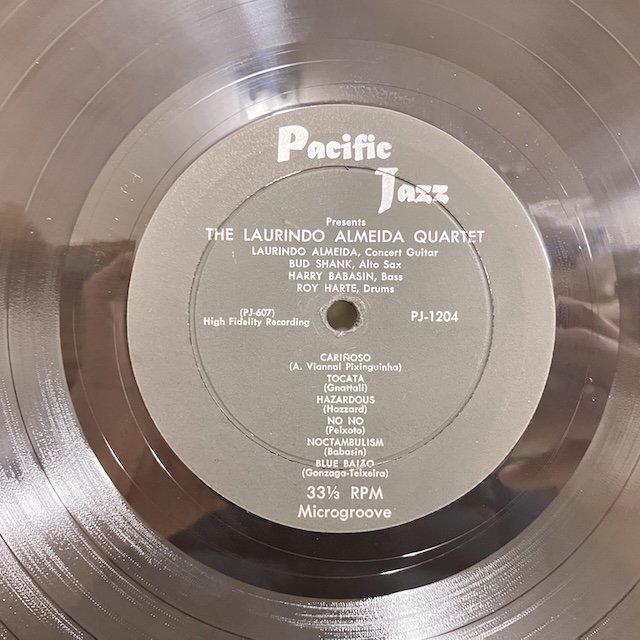 Pacific
Jazz
Presents
THE LAURINDO ALMEIDA QUARTET
LAURINDO ALMEIDA, Concert Guitar
BUD SHANK, Alto Sax
HARRY BABASIN, Bass
ROY HARTE, Drums
(PJ-607)
High Fidelity Recording
PJ-1204
CARIÑOSO
(A. Viannal Pixinguinha)
TOCATA
(Gnattali)
HAZARDOUS
(Hazzard)
NO NO
(Peixoto)
NOCTAMBULISM
(Babasin)
BLUE BAIÃO
(Gonzaga-Teixeira)
33⅓ RPM
Microgroove